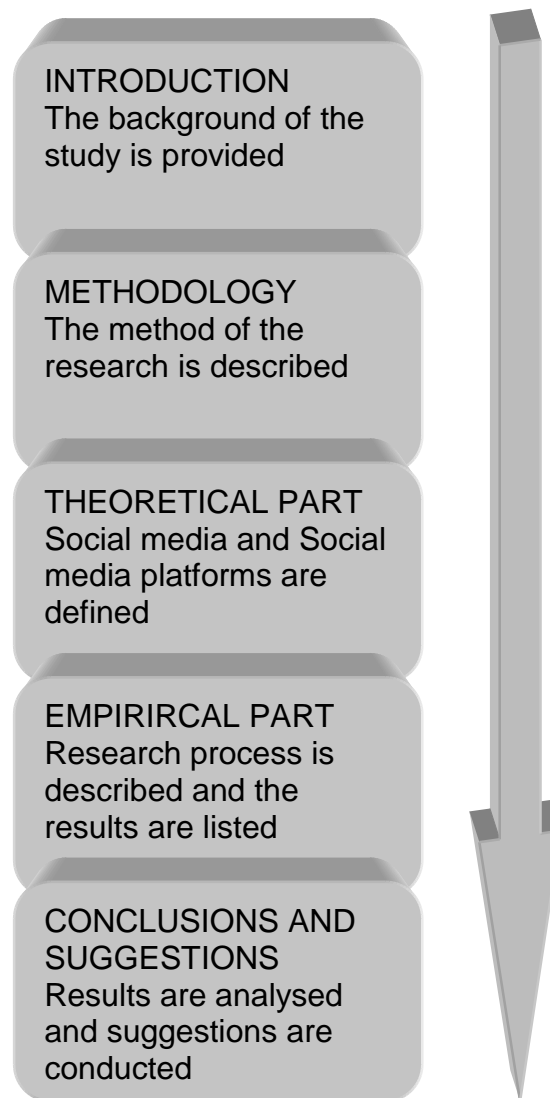 INTRODUCTION
The background of the
study is provided
METHODOLOGY
The method of the
research is described
THEORETICAL PART
Social media and Social
media platforms are
defined
EMPIRIRCAL PART
Research process is
described and the
results are listed
CONCLUSIONS AND
SUGGESTIONS
Results are analysed
and suggestions are
conducted